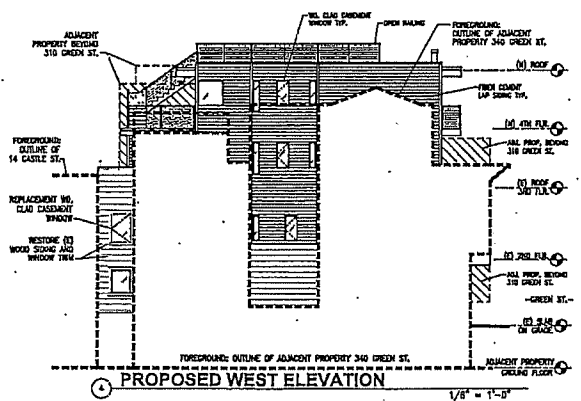 WD. CLAD CASEMENT
WINDOW TYP.
OPEN RAILING
FOREGROUND:
OUTLINE OF ADJACENT
PROPERTY 340 GREEN ST.
ADJACENT
PROPERTY BEYOND
310 GREEN ST.
(N) ROOF
FIBER CEMENT
LAP SIDING TYP.
(N) 4TH FLR.
ADJ. PROP. BEYOND
310 GREEN ST.
FOREGROUND:
OUTLINE OF
14 CASTLE ST.
(E) ROOF
3RD FLR.
REPLACEMENT WD.
CLAD CASEMENT
WINDOW
RESTORE (E)
WOOD SIDING AND
WINDOW TRIM
(E) 2ND FLR.
ADJ. PROP. BEYOND
310 GREEN ST.
-GREEN ST.-
(E) SLAB
ON GRADE
FOREGROUND: OUTLINE OF ADJACENT PROPERTY 340 GREEN ST.
ADJACENT PROPERTY
GROUND FLOOR
4 PROPOSED WEST ELEVATION
1/8" = 1'-0"